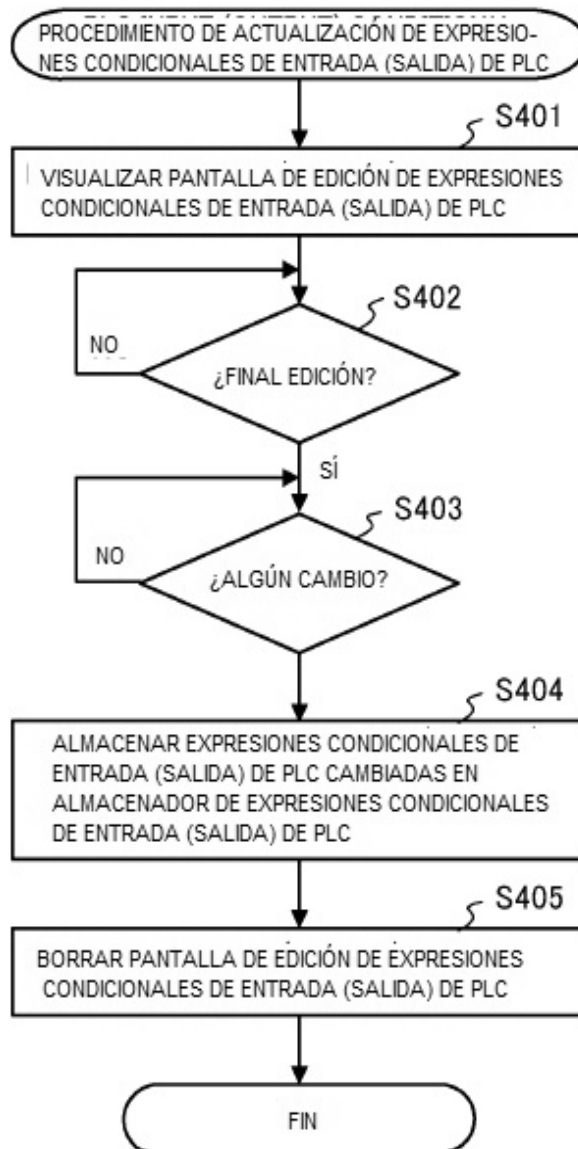 PROCEDIMIENTO DE ACTUALIZACIÓN DE EXPRESIO-
NES CONDICIONALES DE ENTRADA (SALIDA) DE PLC
S401
VISUALIZAR PANTALLA DE EDICIÓN DE EXPRESIONES
CONDICIONALES DE ENTRADA (SALIDA) DE PLC
S402
NO
¿FINAL EDICIÓN?
SÍ
S403
NO
¿ALGÚN CAMBIO?
S404
ALMACENAR EXPRESIONES CONDICIONALES DE
ENTRADA (SALIDA) DE PLC CAMBIADAS EN
ALMACENADOR DE EXPRESIONES CONDICIONALES
DE ENTRADA (SALIDA) DE PLC
S405
BORRAR PANTALLA DE EDICIÓN DE EXPRESIONES
CONDICIONALES DE ENTRADA (SALIDA) DE PLC
FIN